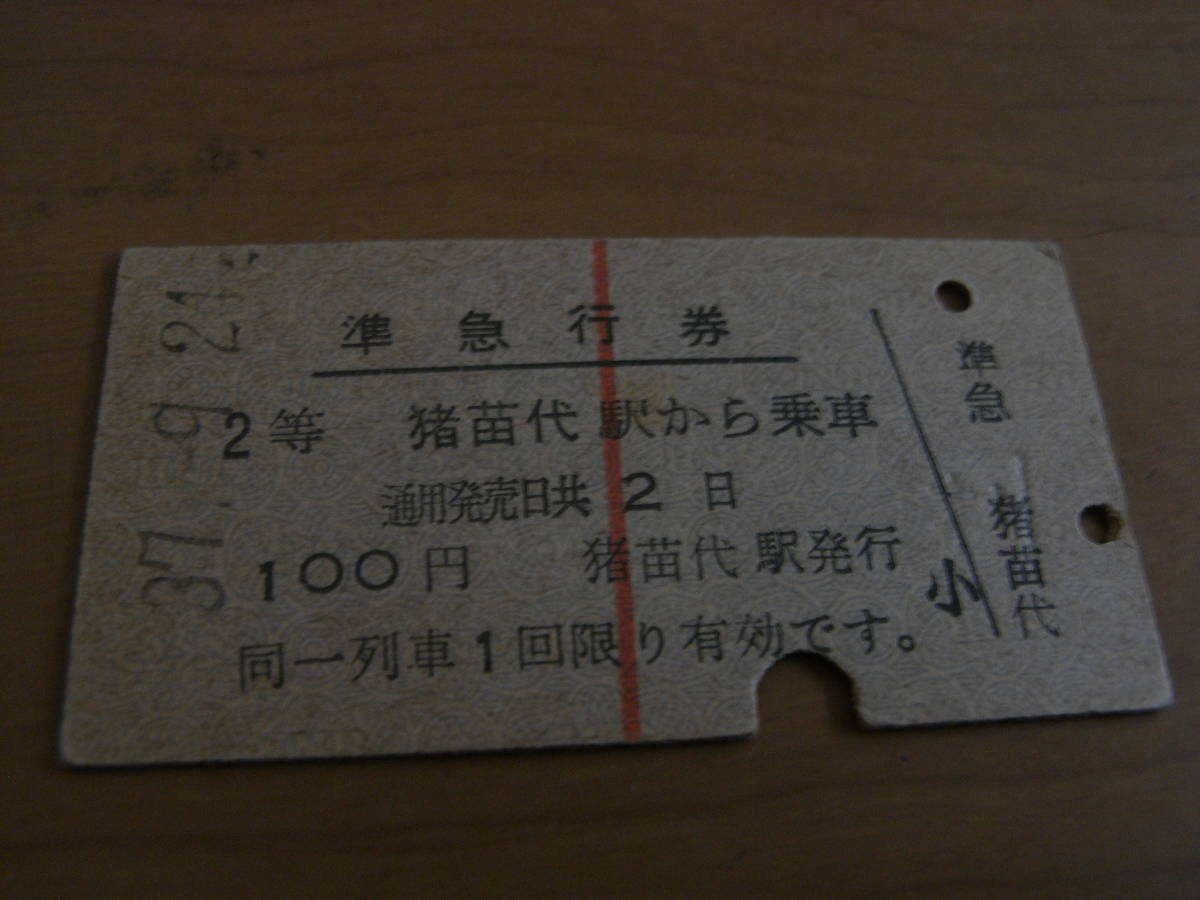 37.-9.21
準急行券
2等 猪苗代駅から乗車
通用発売日共 2 日
100円 猪苗代駅発行
同一列車1回限り有効です。
小
準急
猪苗代